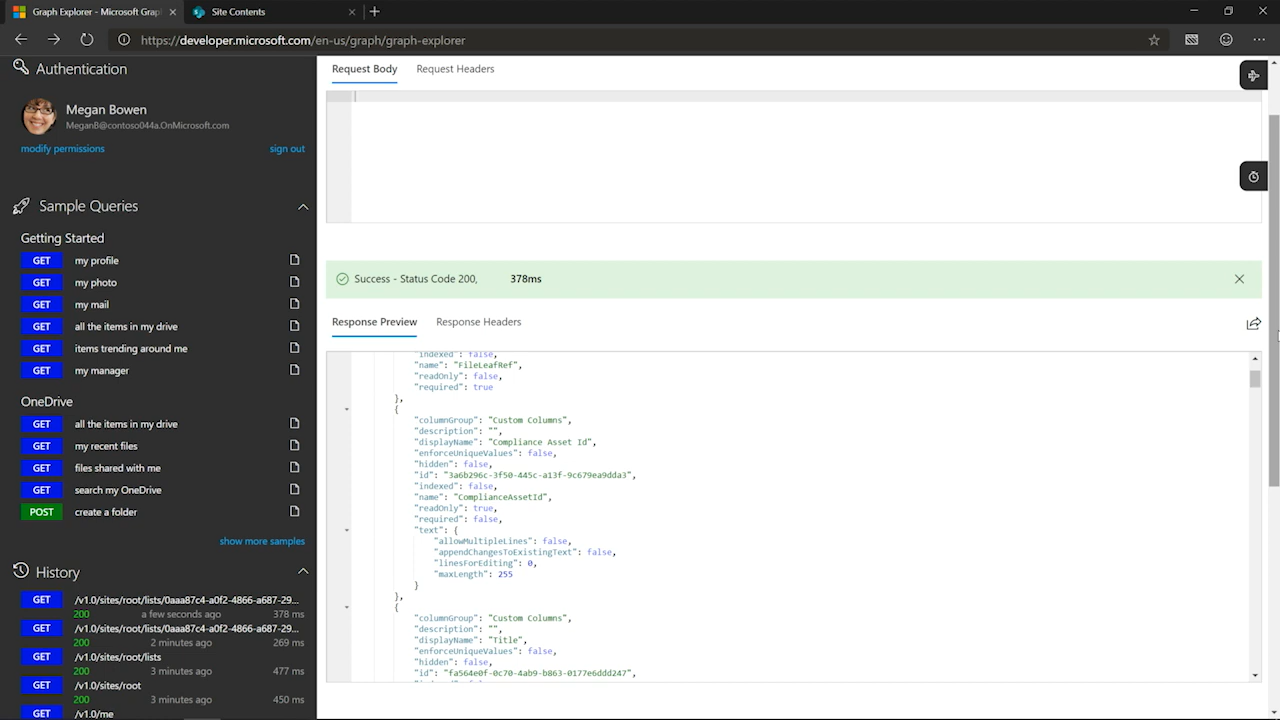 Graph Explorer - Microsoft Grap
Site Contents
https://developer.microsoft.com/en-us/graph/graph-explorer
Authentication
Megan Bowen
MeganB@contoso044a.OnMicrosoft.com
modify permissions
sign out
Sample Queries
Getting Started
GET my profile
GET my photo
GET my mail
GET all the items in my drive
GET items trending around me
GET my manager
OneDrive
GET all the items in my drive
GET my recent files
GET files shared with me
GET search my OneDrive
POST create a folder
show more samples
History
GET /v1.0/sites/root/lists/0aaa87c4-a0f2-4866-a687-29...
200 a few seconds ago 378 ms
GET /v1.0/sites/root/lists/0aaa87c4-a0f2-4866-a687-29...
200 2 minutes ago 269 ms
GET /v1.0/sites/root/lists
200 3 minutes ago 477 ms
GET /v1.0/sites/root
200 3 minutes ago 450 ms
GET /v1.0/me
Request Body
Request Headers
Success - Status Code 200, 378ms
Response Preview
Response Headers
"indexed": false,
"name": "FileLeafRef",
"readOnly": false,
"required": true
},
{
"columnGroup": "Custom Columns",
"description": "",
"displayName": "Compliance Asset Id",
"enforceUniqueValues": false,
"hidden": false,
"id": "3a6b296c-3f50-445c-a13f-9c679ea9dda3",
"indexed": false,
"name": "ComplianceAssetId",
"readOnly": true,
"required": false,
"text": {
"allowMultipleLines": false,
"appendChangesToExistingText": false,
"linesForEditing": 0,
"maxLength": 255
}
},
{
"columnGroup": "Custom Columns",
"description": "",
"displayName": "Title",
"enforceUniqueValues": false,
"hidden": false,
"id": "fa564e0f-0c70-4ab9-b863-0177e6ddd247",